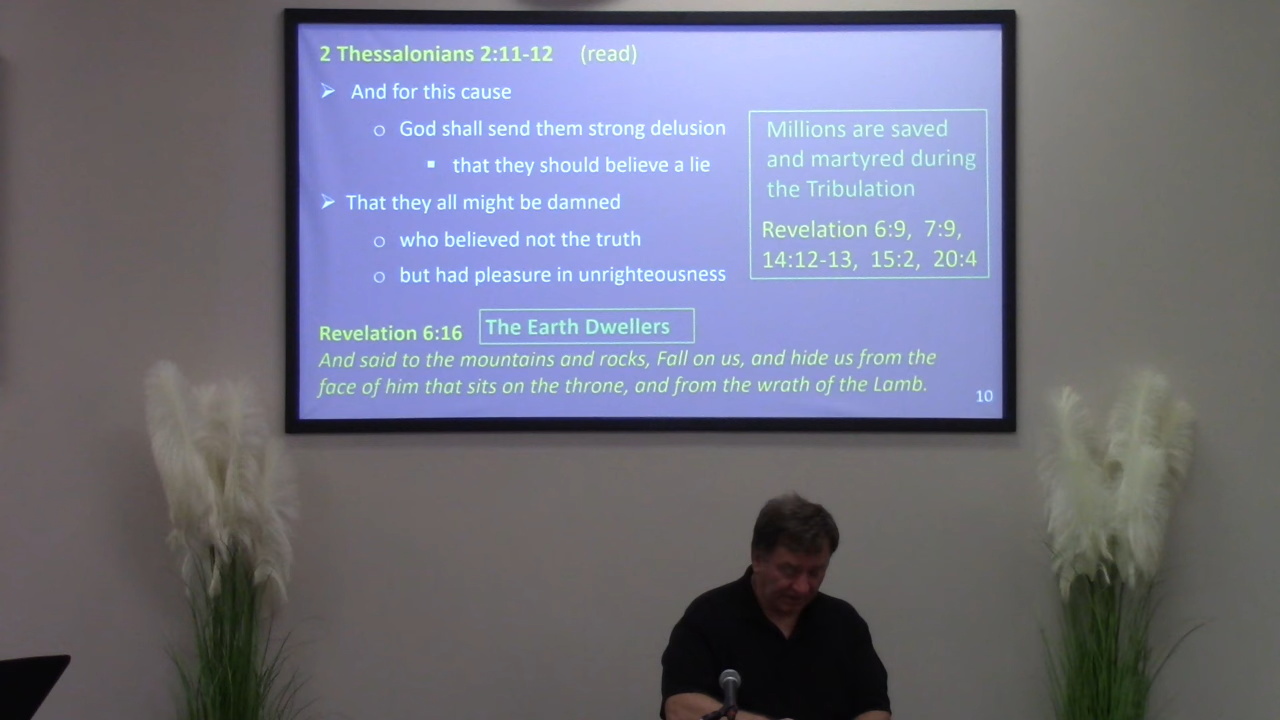 2 Thessalonians 2:11-12 (read)
➢ And for this cause
o God shall send them strong delusion
▪ that they should believe a lie
➢ That they all might be damned
o who believed not the truth
o but had pleasure in unrighteousness
Millions are saved
and martyred during
the Tribulation
Revelation 6:9, 7:9,
14:12-13, 15:2, 20:4
Revelation 6:16 The Earth Dwellers
And said to the mountains and rocks, Fall on us, and hide us from the
face of him that sits on the throne, and from the wrath of the Lamb.
10